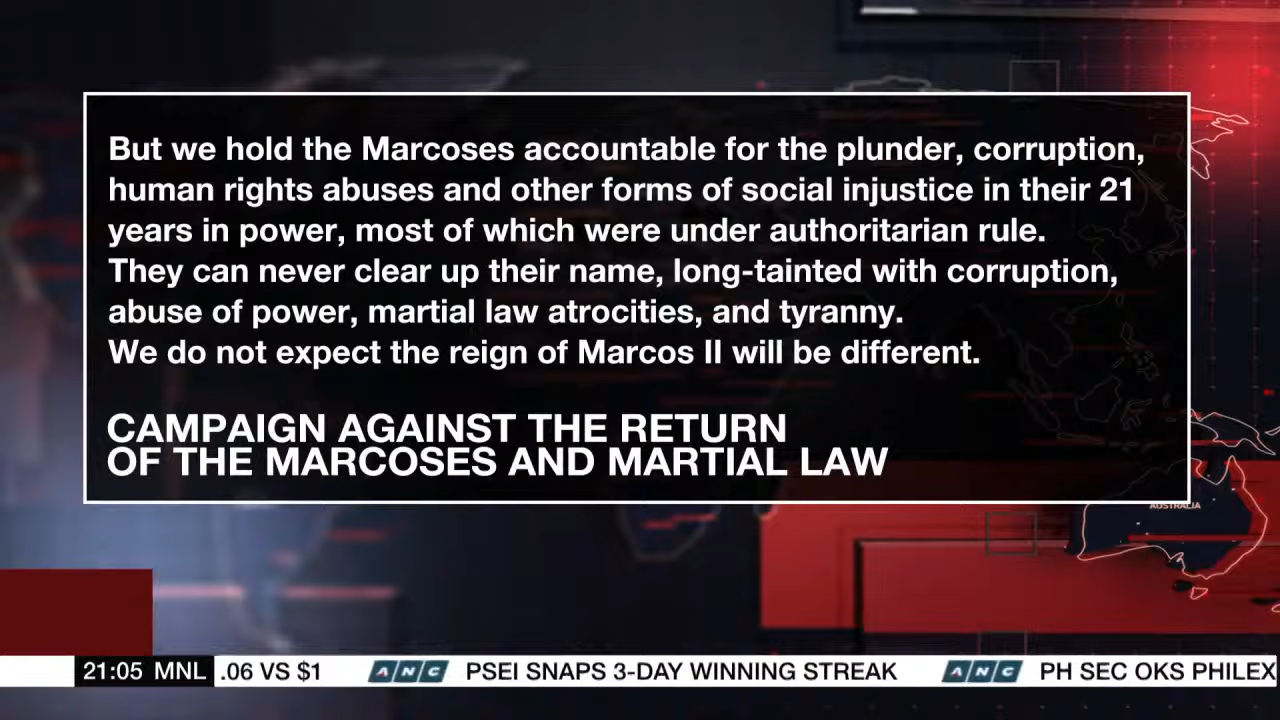 But we hold the Marcoses accountable for the plunder, corruption,
human rights abuses and other forms of social injustice in their 21
years in power, most of which were under authoritarian rule.
They can never clear up their name, long-tainted with corruption,
abuse of power, martial law atrocities, and tyranny.
We do not expect the reign of Marcos II will be different.
CAMPAIGN AGAINST THE RETURN
OF THE MARCOSES AND MARTIAL LAW
AUSTRALIA
21:05 MNL .06 VS $1 ANC PSEI SNAPS 3-DAY WINNING STREAK ANC PH SEC OKS PHILEX